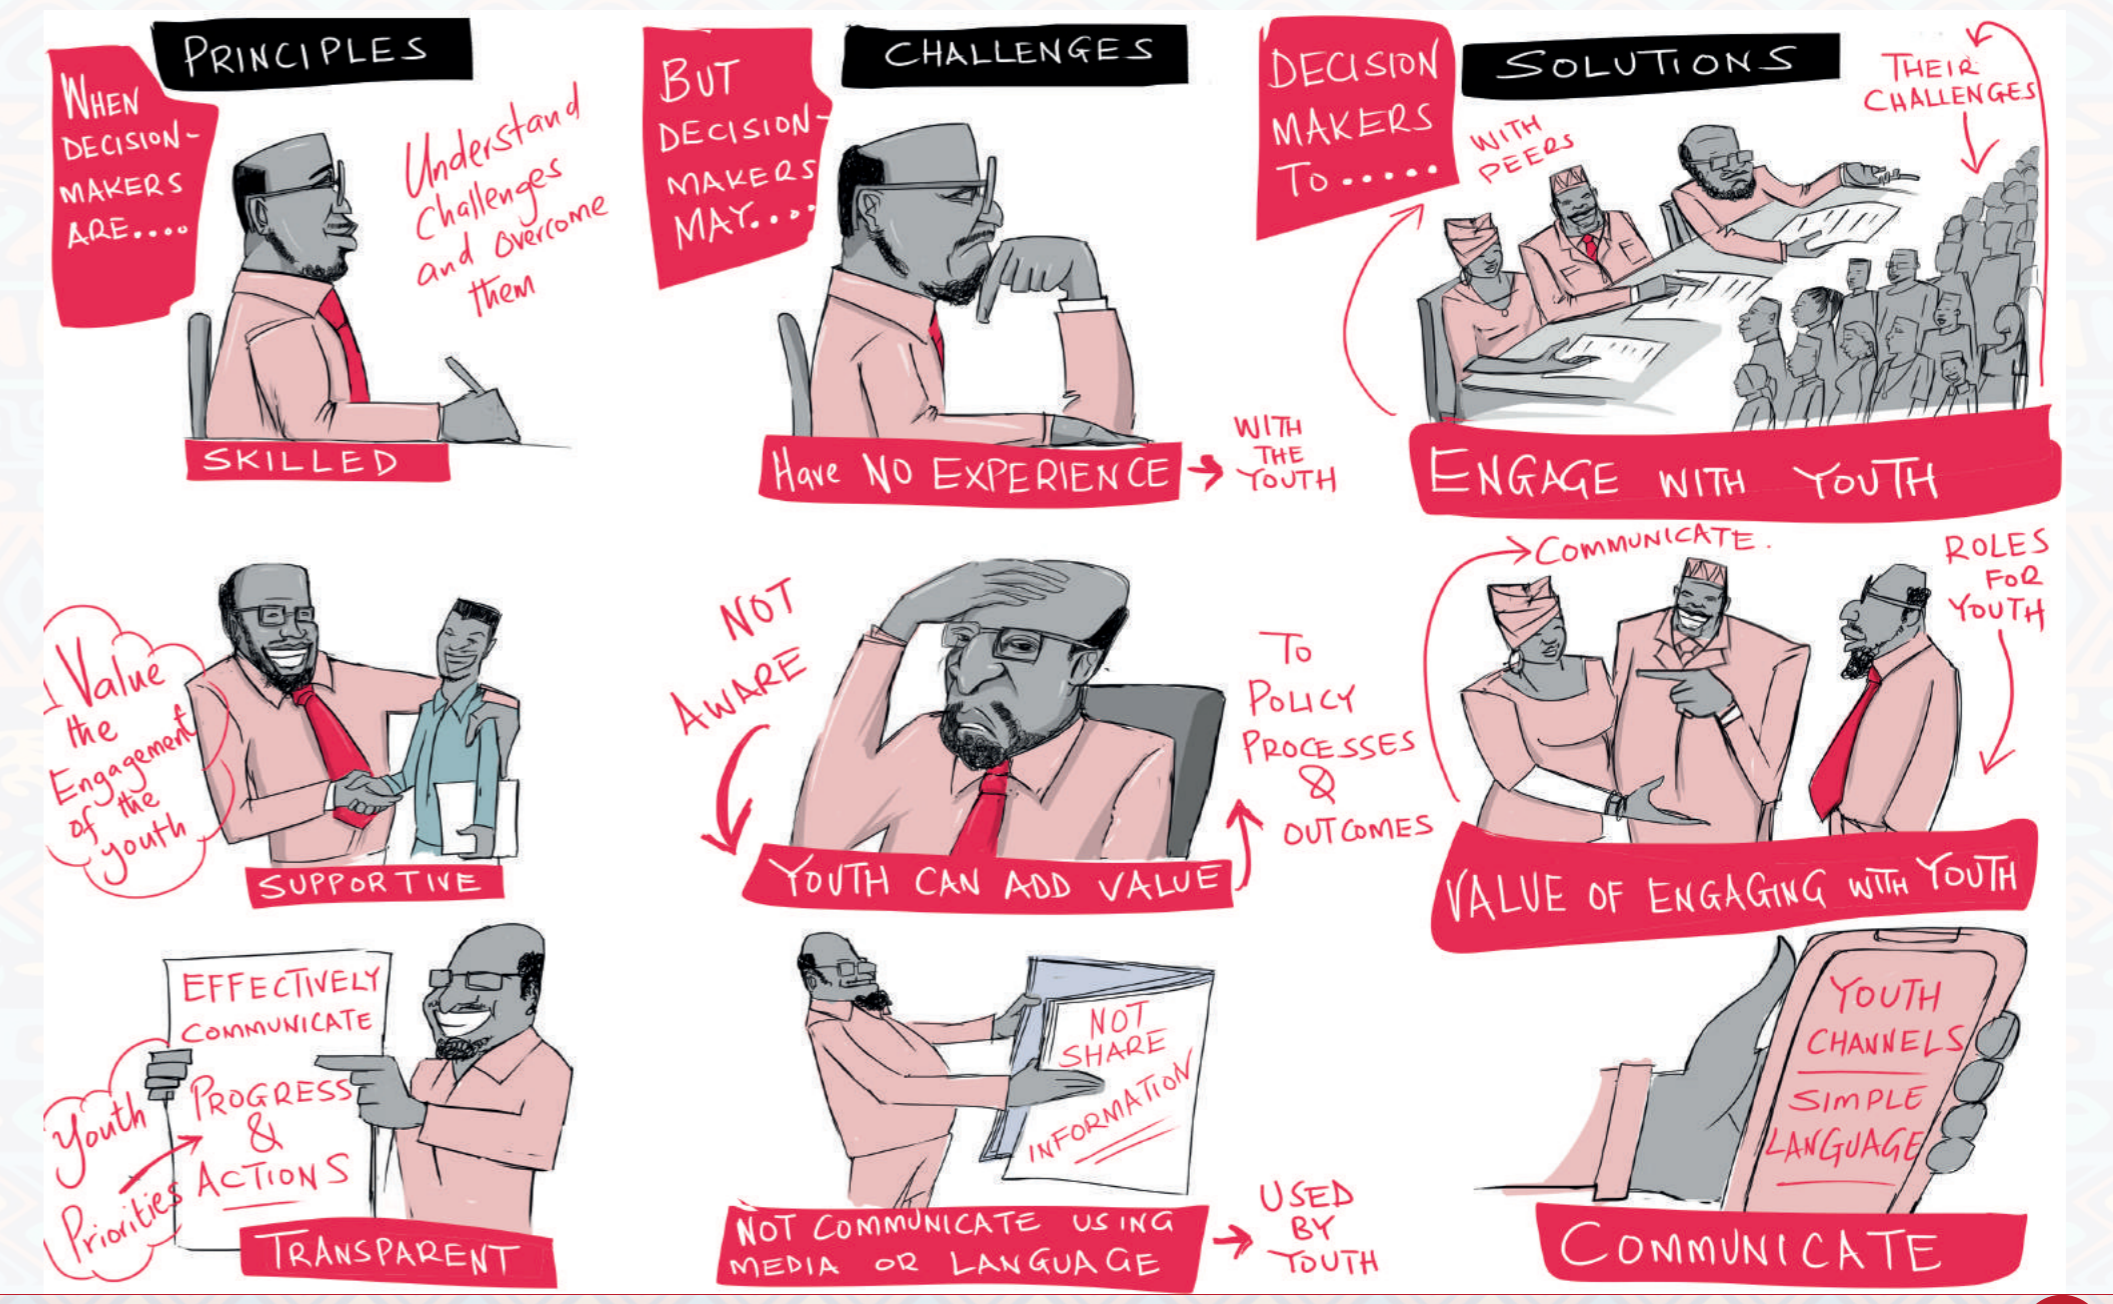 PRINCIPLES
WHEN
DECISION-
MAKERS
ARE....
Understand
challenges
and overcome
them
SKILLED
I Value
the
Engagement
of the
youth
SUPPORTIVE
EFFECTIVELY
COMMUNICATE
PROGRESS
&
ACTIONS
Youth
Priorities
TRANSPARENT
CHALLENGES
BUT
DECISION-
MAKERS
MAY....
Have NO EXPERIENCE
WITH
THE
YOUTH
NOT
AWARE
YOUTH CAN ADD VALUE
TO
POLICY
PROCESSES
&
OUTCOMES
NOT
SHARE
INFORMATION
NOT COMMUNICATE USING
MEDIA OR LANGUAGE
USED
BY
YOUTH
SOLUTIONS
DECISION
MAKERS
TO.....
WITH
PEERS
THEIR
CHALLENGES
ENGAGE WITH YOUTH
COMMUNICATE.
ROLES
FOR
YOUTH
VALUE OF ENGAGING WITH YOUTH
YOUTH
CHANNELS
SIMPLE
LANGUAGE
COMMUNICATE